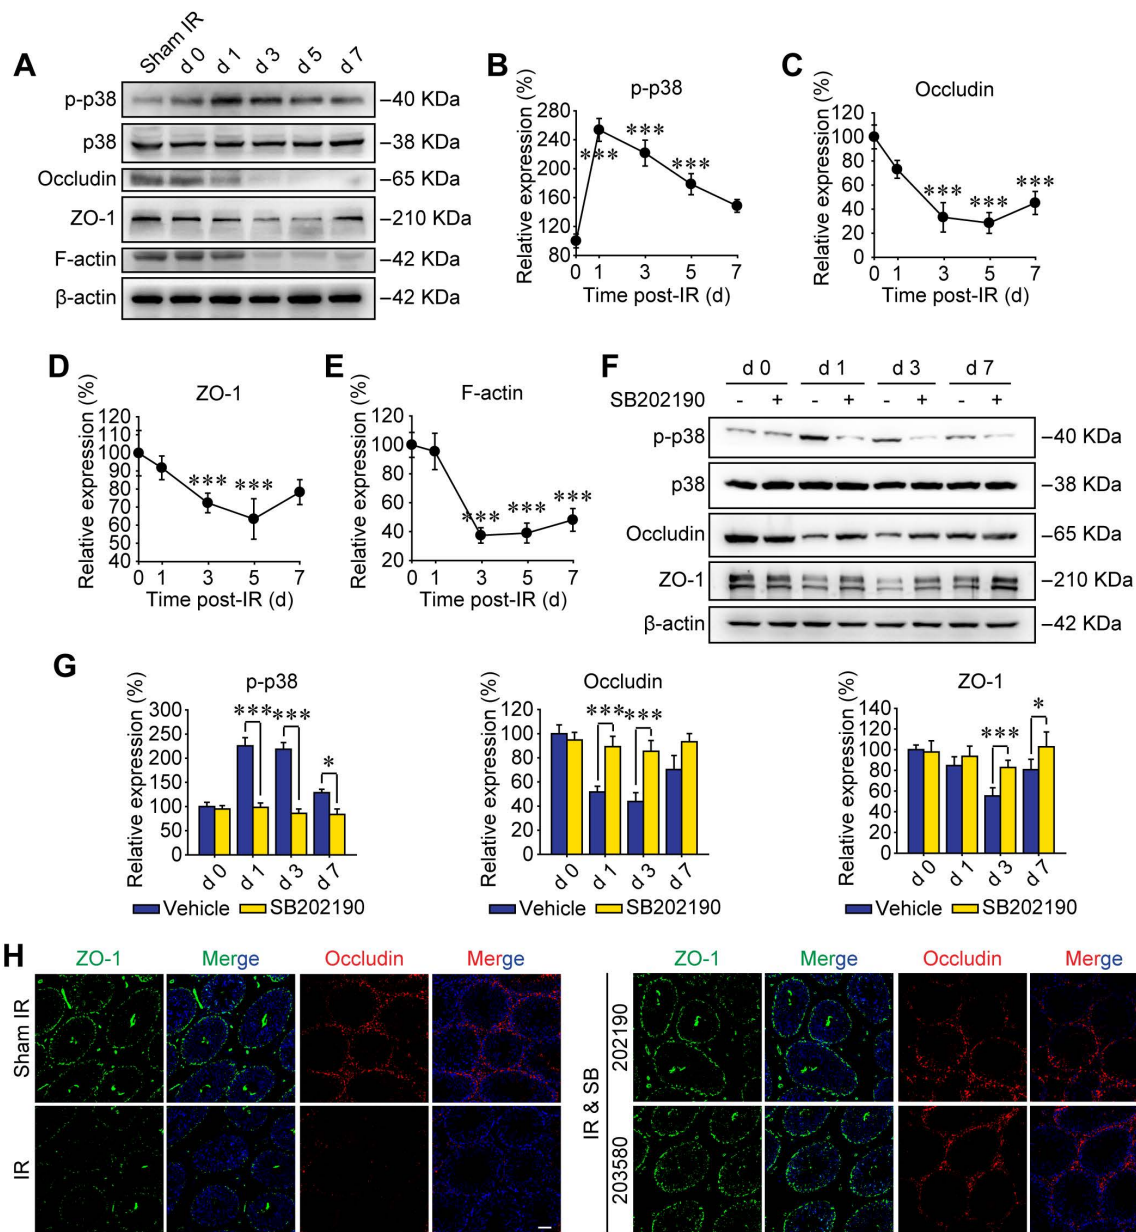 A
Sham IR d 0 d 1 d 3 d 5 d 7
p-p38 –40 KDa
p38 –38 KDa
Occludin –65 KDa
ZO-1 –210 KDa
F-actin –42 KDa
β-actin –42 KDa
B
p-p38
Relative expression (%)
280
240
200
160
120
80
*** *** ***
0 1 3 5 7
Time post-IR (d)
C
Occludin
Relative expression (%)
120
100
80
60
40
20
0
*** *** ***
0 1 3 5 7
Time post-IR (d)
D
ZO-1
Relative expression (%)
120
110
100
90
80
70
60
50
40
*** ***
0 1 3 5 7
Time post-IR (d)
E
F-actin
Relative expression (%)
120
100
80
60
40
20
*** *** ***
0 1 3 5 7
Time post-IR (d)
F
d 0 d 1 d 3 d 7
SB202190 - + - + - + - +
p-p38 –40 KDa
p38 –38 KDa
Occludin –65 KDa
ZO-1 –210 KDa
β-actin –42 KDa
G
p-p38
Relative expression (%)
300
250
200
150
100
50
0
*** *** *
d 0 d 1 d 3 d 7
Vehicle SB202190
Occludin
Relative expression (%)
120
100
80
60
40
20
0
*** ***
d 0 d 1 d 3 d 7
Vehicle SB202190
ZO-1
Relative expression (%)
140
120
100
80
60
40
20
0
*** *
d 0 d 1 d 3 d 7
Vehicle SB202190
H
ZO-1 Merge Occludin Merge
Sham IR
IR
ZO-1 Merge Occludin Merge
IR & SB
202190
203580